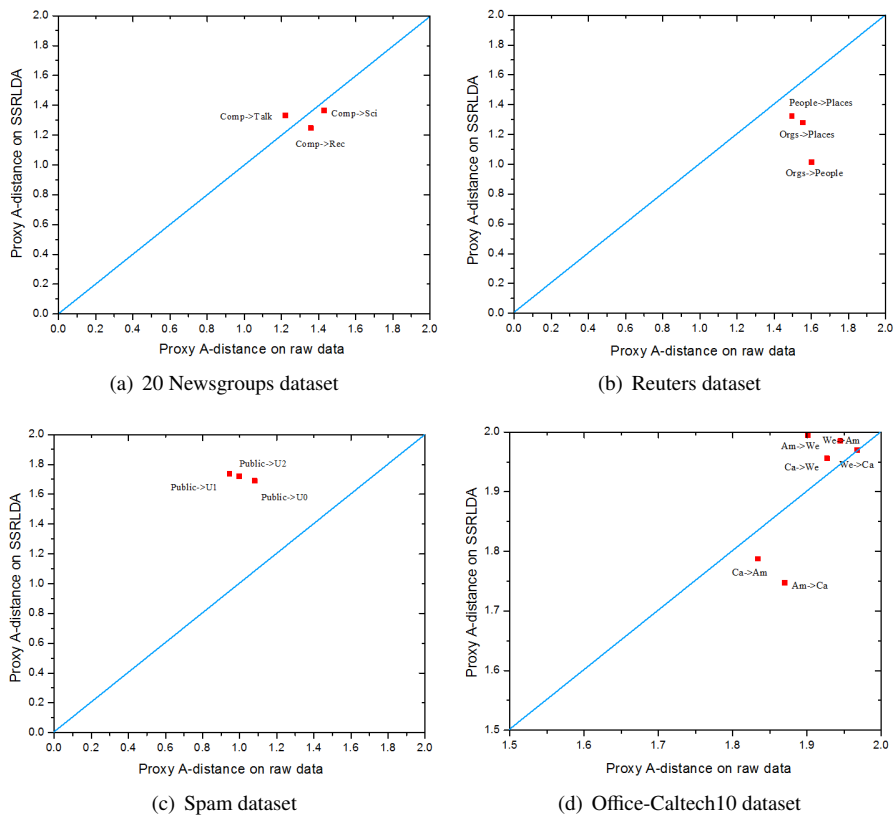 2.0
1.8
1.6
1.4
1.2
1.0
0.8
0.6
0.4
0.2
0.0
Proxy A-distance on SSRLDA
Comp->Talk
Comp->Sci
Comp->Rec
0.0 0.2 0.4 0.6 0.8 1.0 1.2 1.4 1.6 1.8 2.0
Proxy A-distance on raw data
(a) 20 Newsgroups dataset
2.0
1.8
1.6
1.4
1.2
1.0
0.8
0.6
0.4
0.2
0.0
Proxy A-distance on SSRLDA
People->Places
Orgs->Places
Orgs->People
0.0 0.2 0.4 0.6 0.8 1.0 1.2 1.4 1.6 1.8 2.0
Proxy A-distance on raw data
(b) Reuters dataset
2.0
1.8
1.6
1.4
1.2
1.0
0.8
0.6
0.4
0.2
0.0
Proxy A-distance on SSRLDA
Public->U2
Public->U1
Public->U0
0.0 0.2 0.4 0.6 0.8 1.0 1.2 1.4 1.6 1.8 2.0
Proxy A-distance on raw data
(c) Spam dataset
2.0
1.9
1.8
1.7
1.6
1.5
Proxy A-distance on SSRLDA
Am->We We->Am
Ca->We We->Ca
Ca->Am
Am->Ca
1.5 1.6 1.7 1.8 1.9 2.0
Proxy A-distance on raw data
(d) Office-Caltech10 dataset